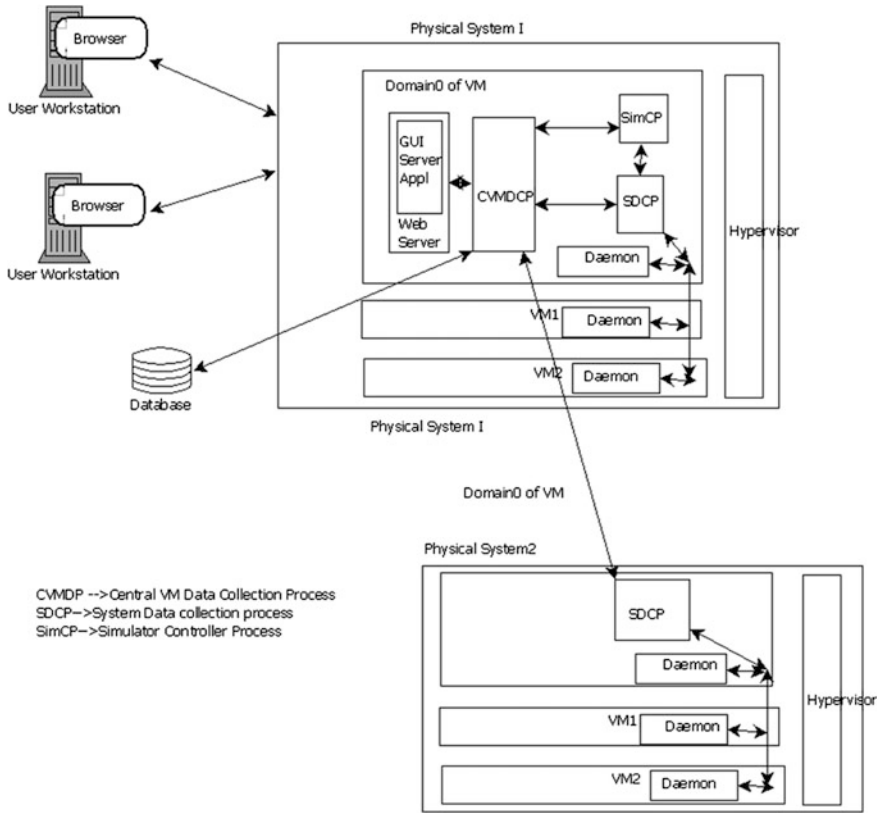 Browser
User Workstation
Browser
User Workstation
Database
Physical System I
Domain0 of VM
GUI
Server
Appl
Web
Server
CVMDCP
SimCP
SDCP
Daemon
Hypervisor
VM1
Daemon
VM2
Daemon
Physical System I
Domain0 of VM
Physical System2
CVMDP -->Central VM Data Collection Process
SDCP->System Data collection process
SimCP->Simulator Controller Process
SDCP
Daemon
Hypervisor
VM1
Daemon
VM2
Daemon